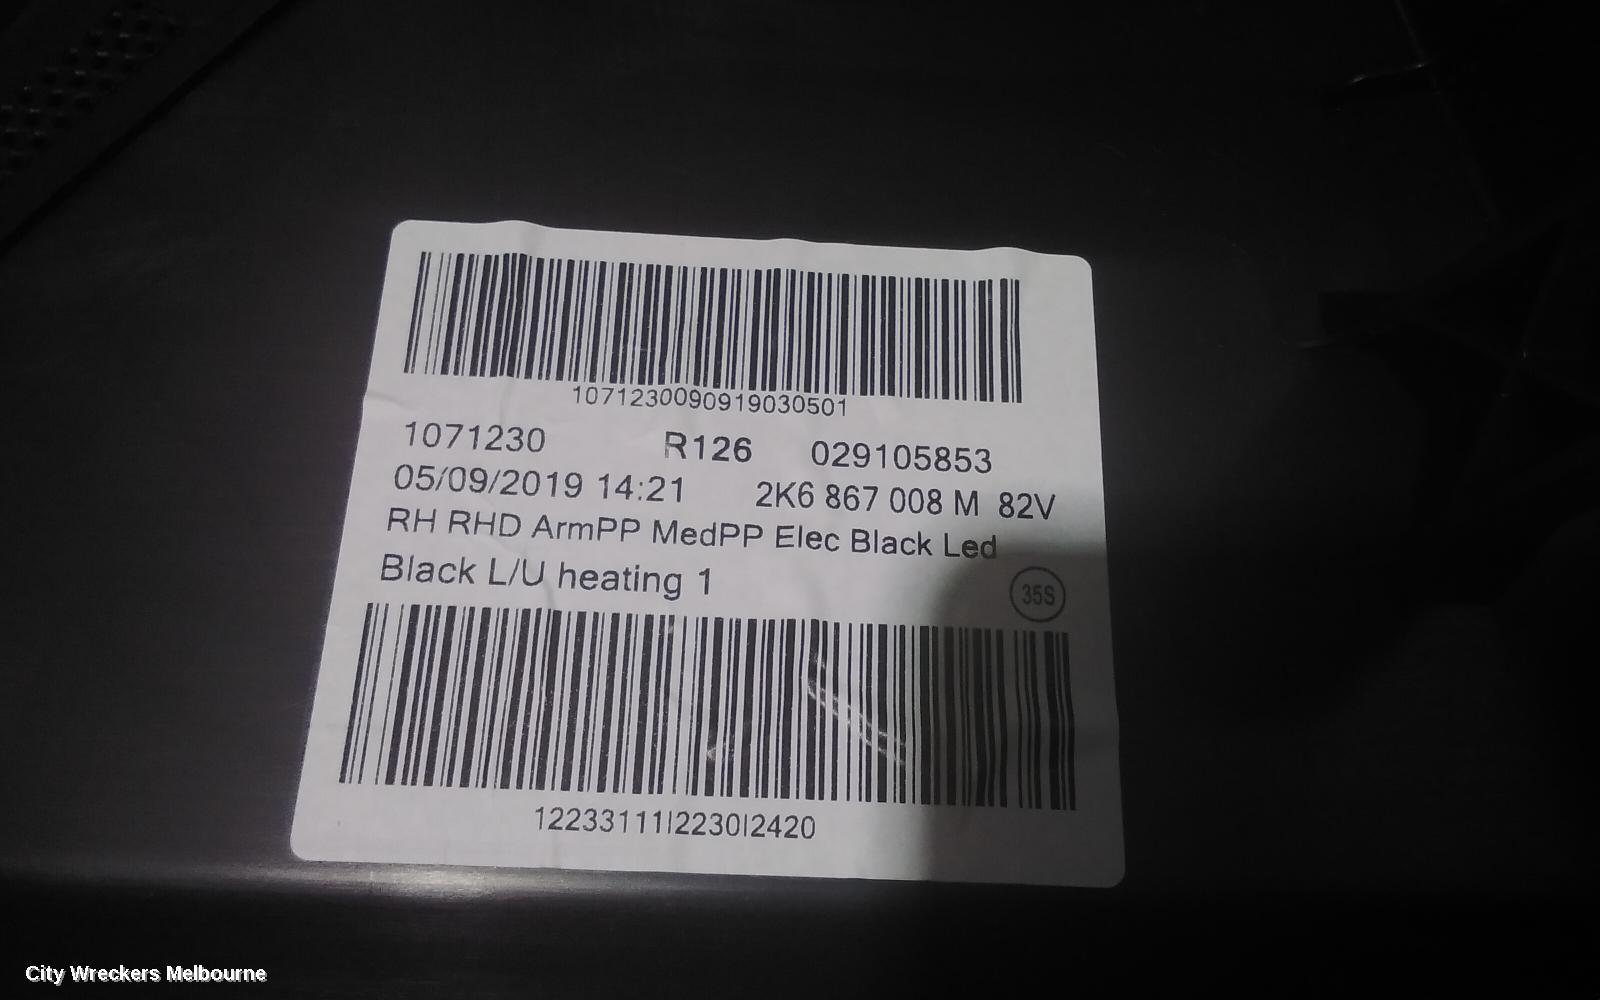 1071230090919030501
1071230 R126 029105853
05/09/2019 14:21 2K6 867 008 M 82V
RH RHD ArmPP MedPP Elec Black Led
Black L/U heating 1
35S
12233111I2230I2420
City Wreckers Melbourne